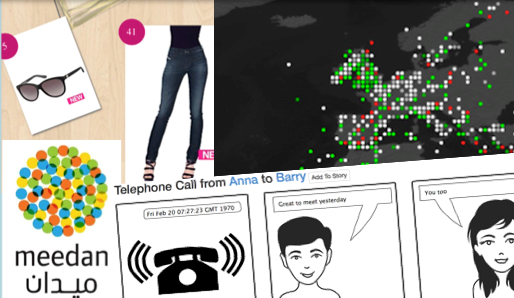 5
NEW
41
NE
meedan
ميدان
Telephone Call from Anna to Barry Add To Story
Fri Feb 20 07:27:23 GMT 1970
Great to meet yesterday
You too